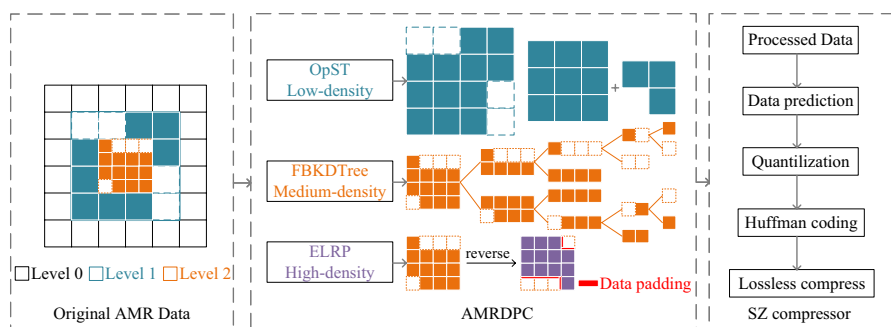 Level 0
Level 1
Level 2
Original AMR Data
OpST
Low-density
+
FBKDTree
Medium-density
ELRP
High-density
reverse
Data padding
AMRDPC
Processed Data
Data prediction
Quantilization
Huffman coding
Lossless compress
SZ compressor